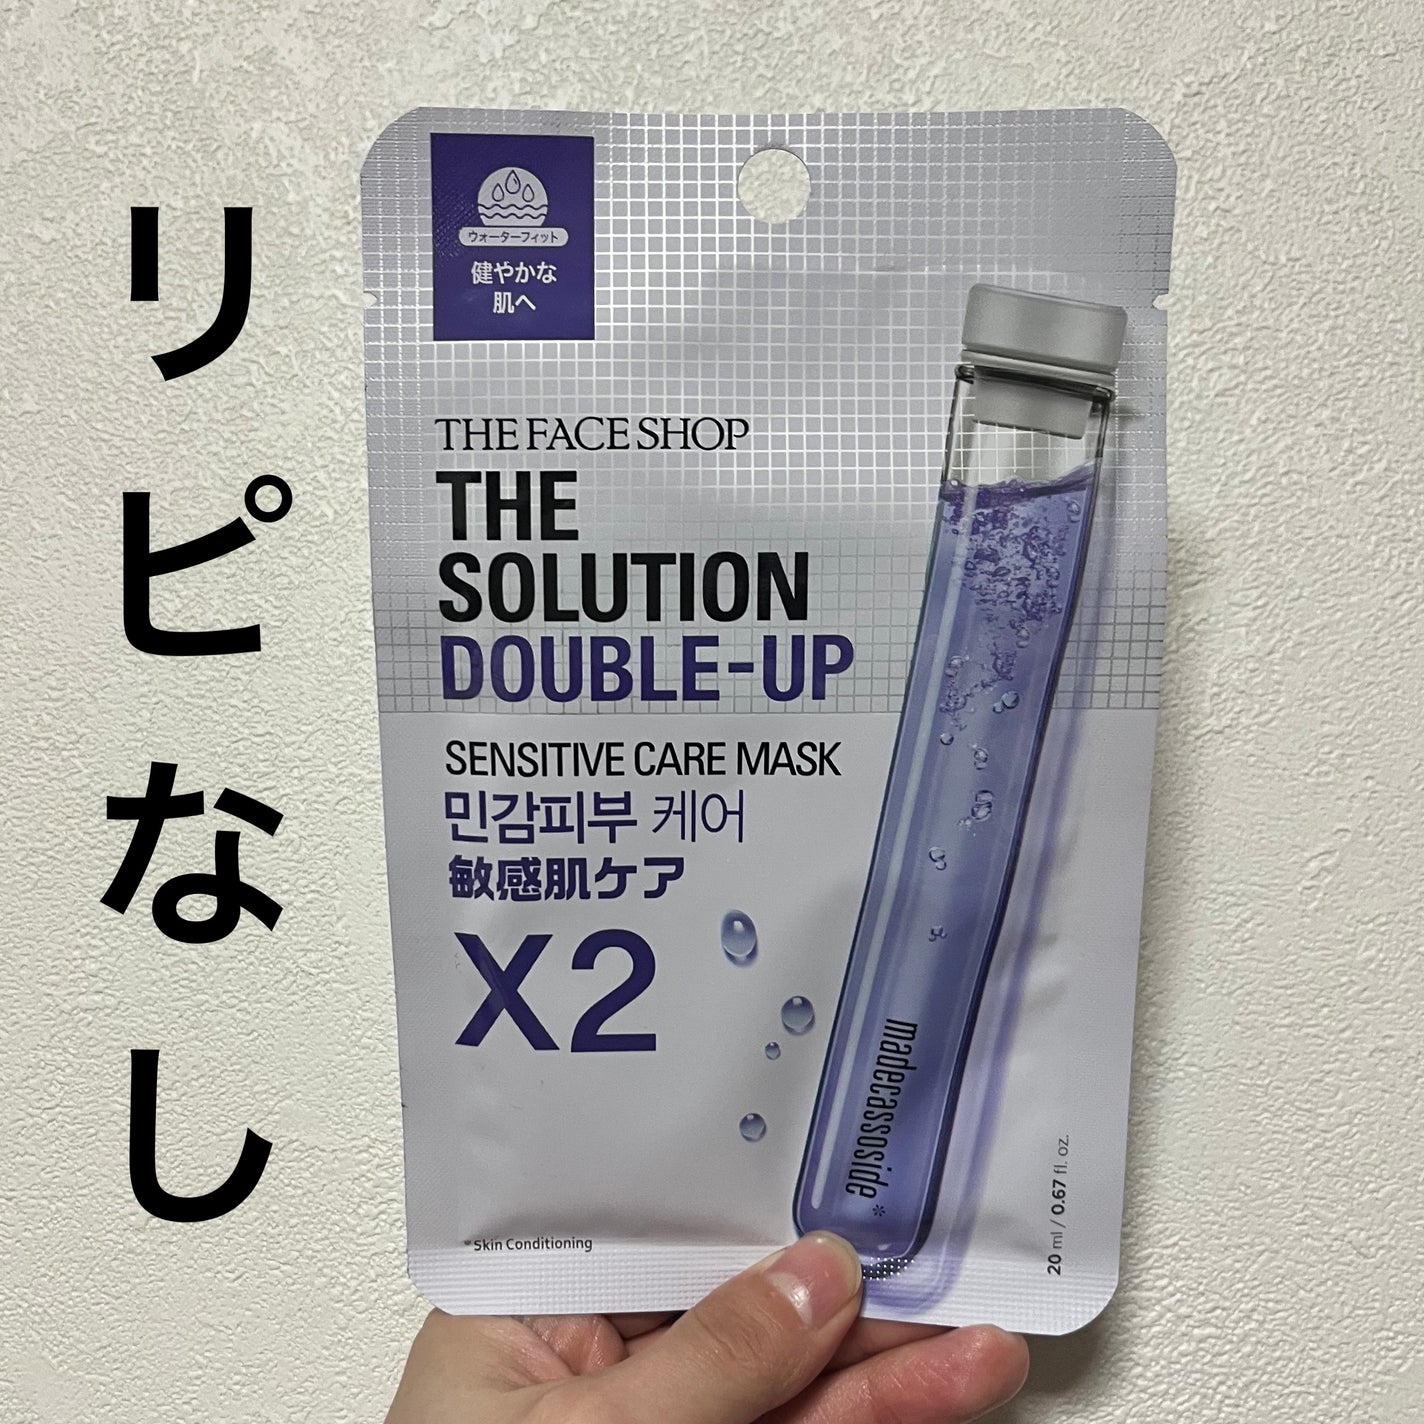 リピなし
ウォーターフィット
健やかな
肌へ
THE FACE SHOP
THE
SOLUTION
DOUBLE-UP
SENSITIVE CARE MASK
민감피부 케어
敏感肌ケア
X2
madecassoside*
*Skin Conditioning
20 ml / 0.67 fl. oz.